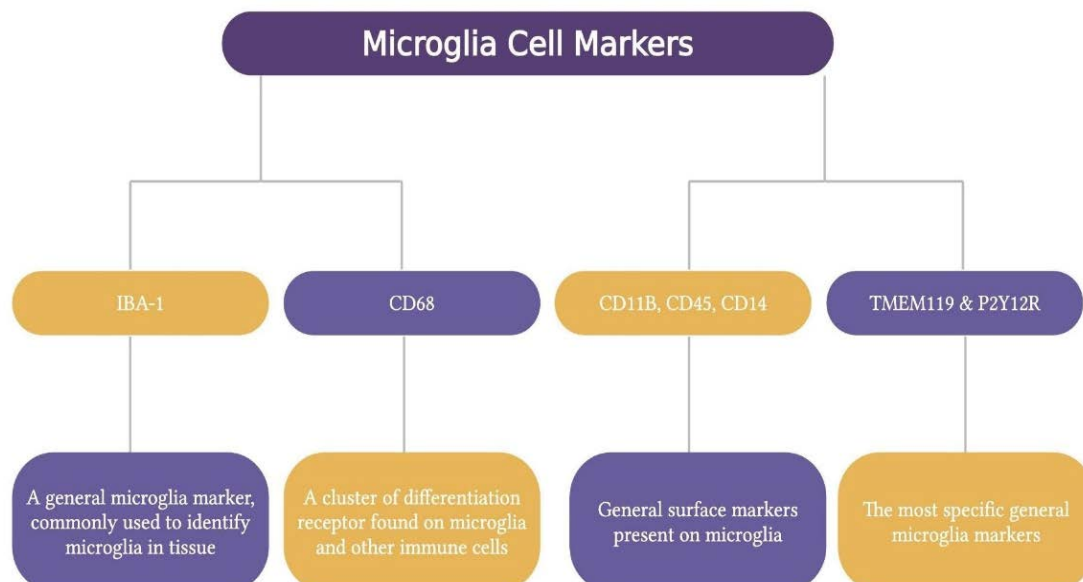 Microglia Cell Markers
IBA-1
CD68
CD11B, CD45, CD14
TMEM119 & P2Y12R
A general microglia marker,
commonly used to identify
microglia in tissue
A cluster of differentiation
receptor found on microglia
and other immune cells
General surface markers
present on microglia
The most specific general
microglia markers